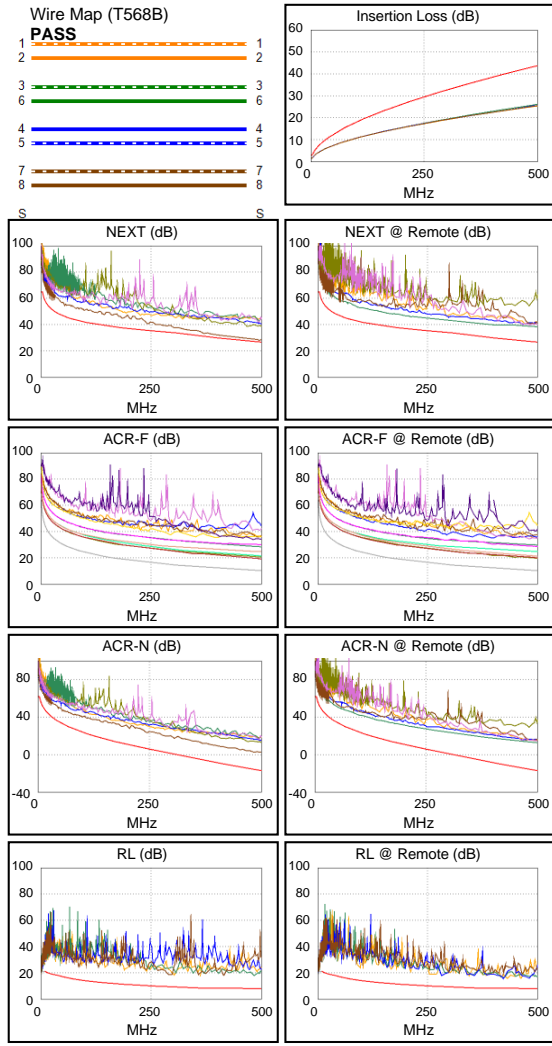 Wire Map (T568B)
PASS
1 1
2 2
3 3
6 6
4 4
5 5
7 7
8 8
S S
Insertion Loss (dB)
60
50
40
30
20
10
0
0 250 500
MHz
NEXT (dB)
100
80
60
40
20
0
0 250 500
MHz
NEXT @ Remote (dB)
100
80
60
40
20
0
0 250 500
MHz
ACR-F (dB)
100
80
60
40
20
0
0 250 500
MHz
ACR-F @ Remote (dB)
100
80
60
40
20
0
0 250 500
MHz
ACR-N (dB)
80
40
0
-40
0 250 500
MHz
ACR-N @ Remote (dB)
80
40
0
-40
0 250 500
MHz
RL (dB)
100
80
60
40
20
0
0 250 500
MHz
RL @ Remote (dB)
100
80
60
40
20
0
0 250 500
MHz